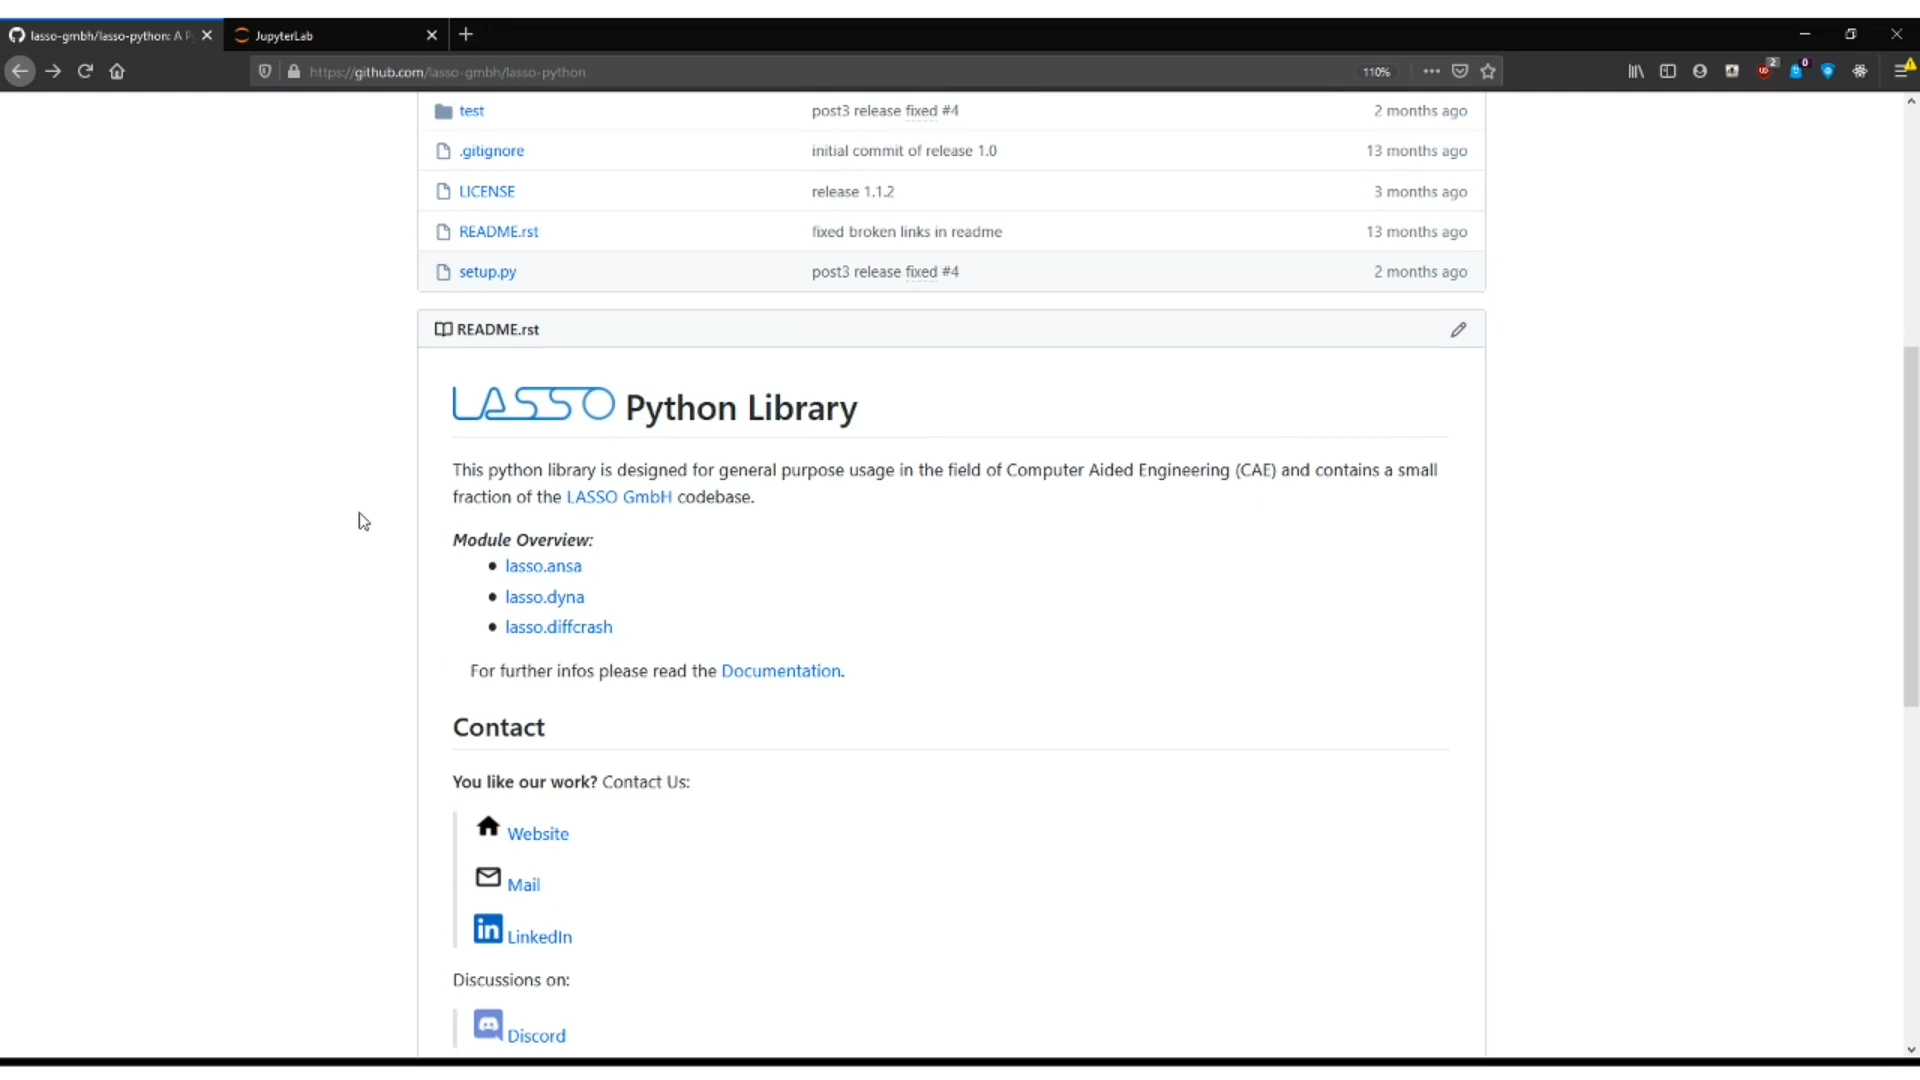 lasso-gmbh/lasso-python: A P
JupyterLab
https://github.com/lasso-gmbh/lasso-python
110%
2
0
test
post3 release fixed #4
2 months ago
.gitignore
initial commit of release 1.0
13 months ago
LICENSE
release 1.1.2
3 months ago
README.rst
fixed broken links in readme
13 months ago
setup.py
post3 release fixed #4
2 months ago
README.rst
LASSO Python Library
This python library is designed for general purpose usage in the field of Computer Aided Engineering (CAE) and contains a small
fraction of the LASSO GmbH codebase.
Module Overview:
lasso.ansa
lasso.dyna
lasso.diffcrash
For further infos please read the Documentation.
Contact
You like our work? Contact Us:
Website
Mail
in LinkedIn
Discussions on:
Discord